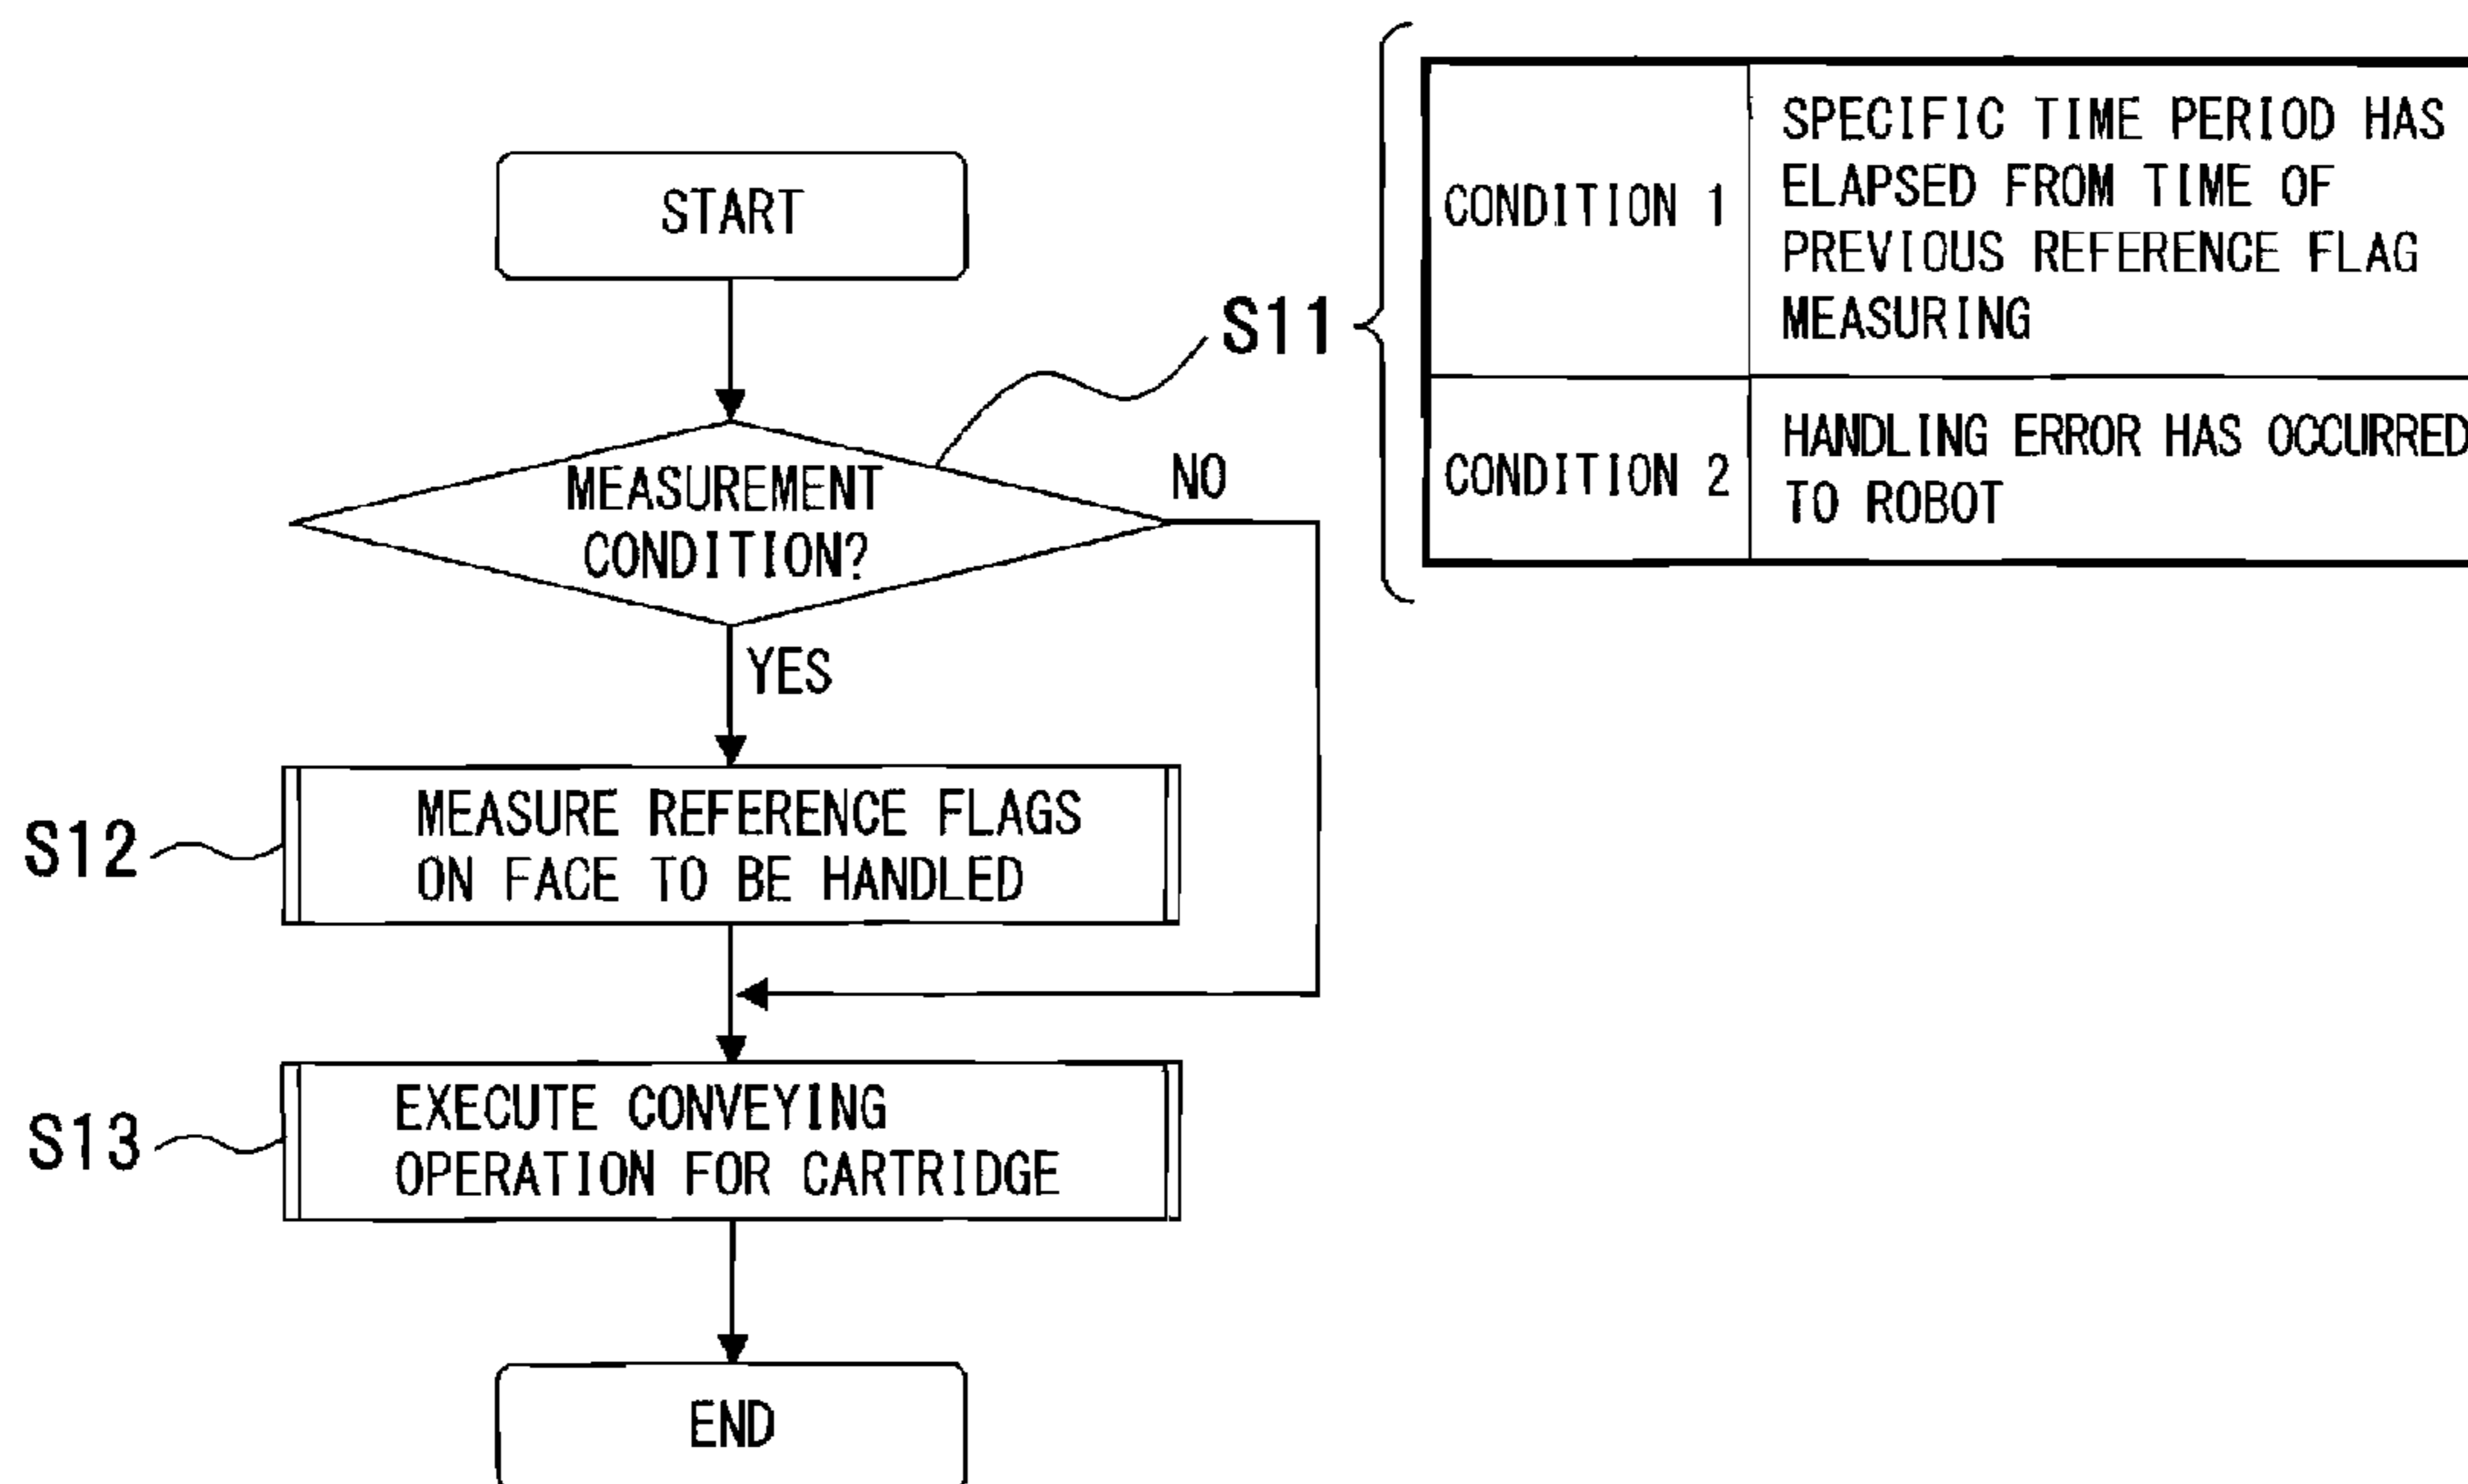 START
S11
CONDITION 1
SPECIFIC TIME PERIOD HAS
ELAPSED FROM TIME OF
PREVIOUS REFERENCE FLAG
MEASURING
CONDITION 2
HANDLING ERROR HAS OCCURRED
TO ROBOT
MEASUREMENT
CONDITION?
NO
YES
S12
MEASURE REFERENCE FLAGS
ON FACE TO BE HANDLED
S13
EXECUTE CONVEYING
OPERATION FOR CARTRIDGE
END